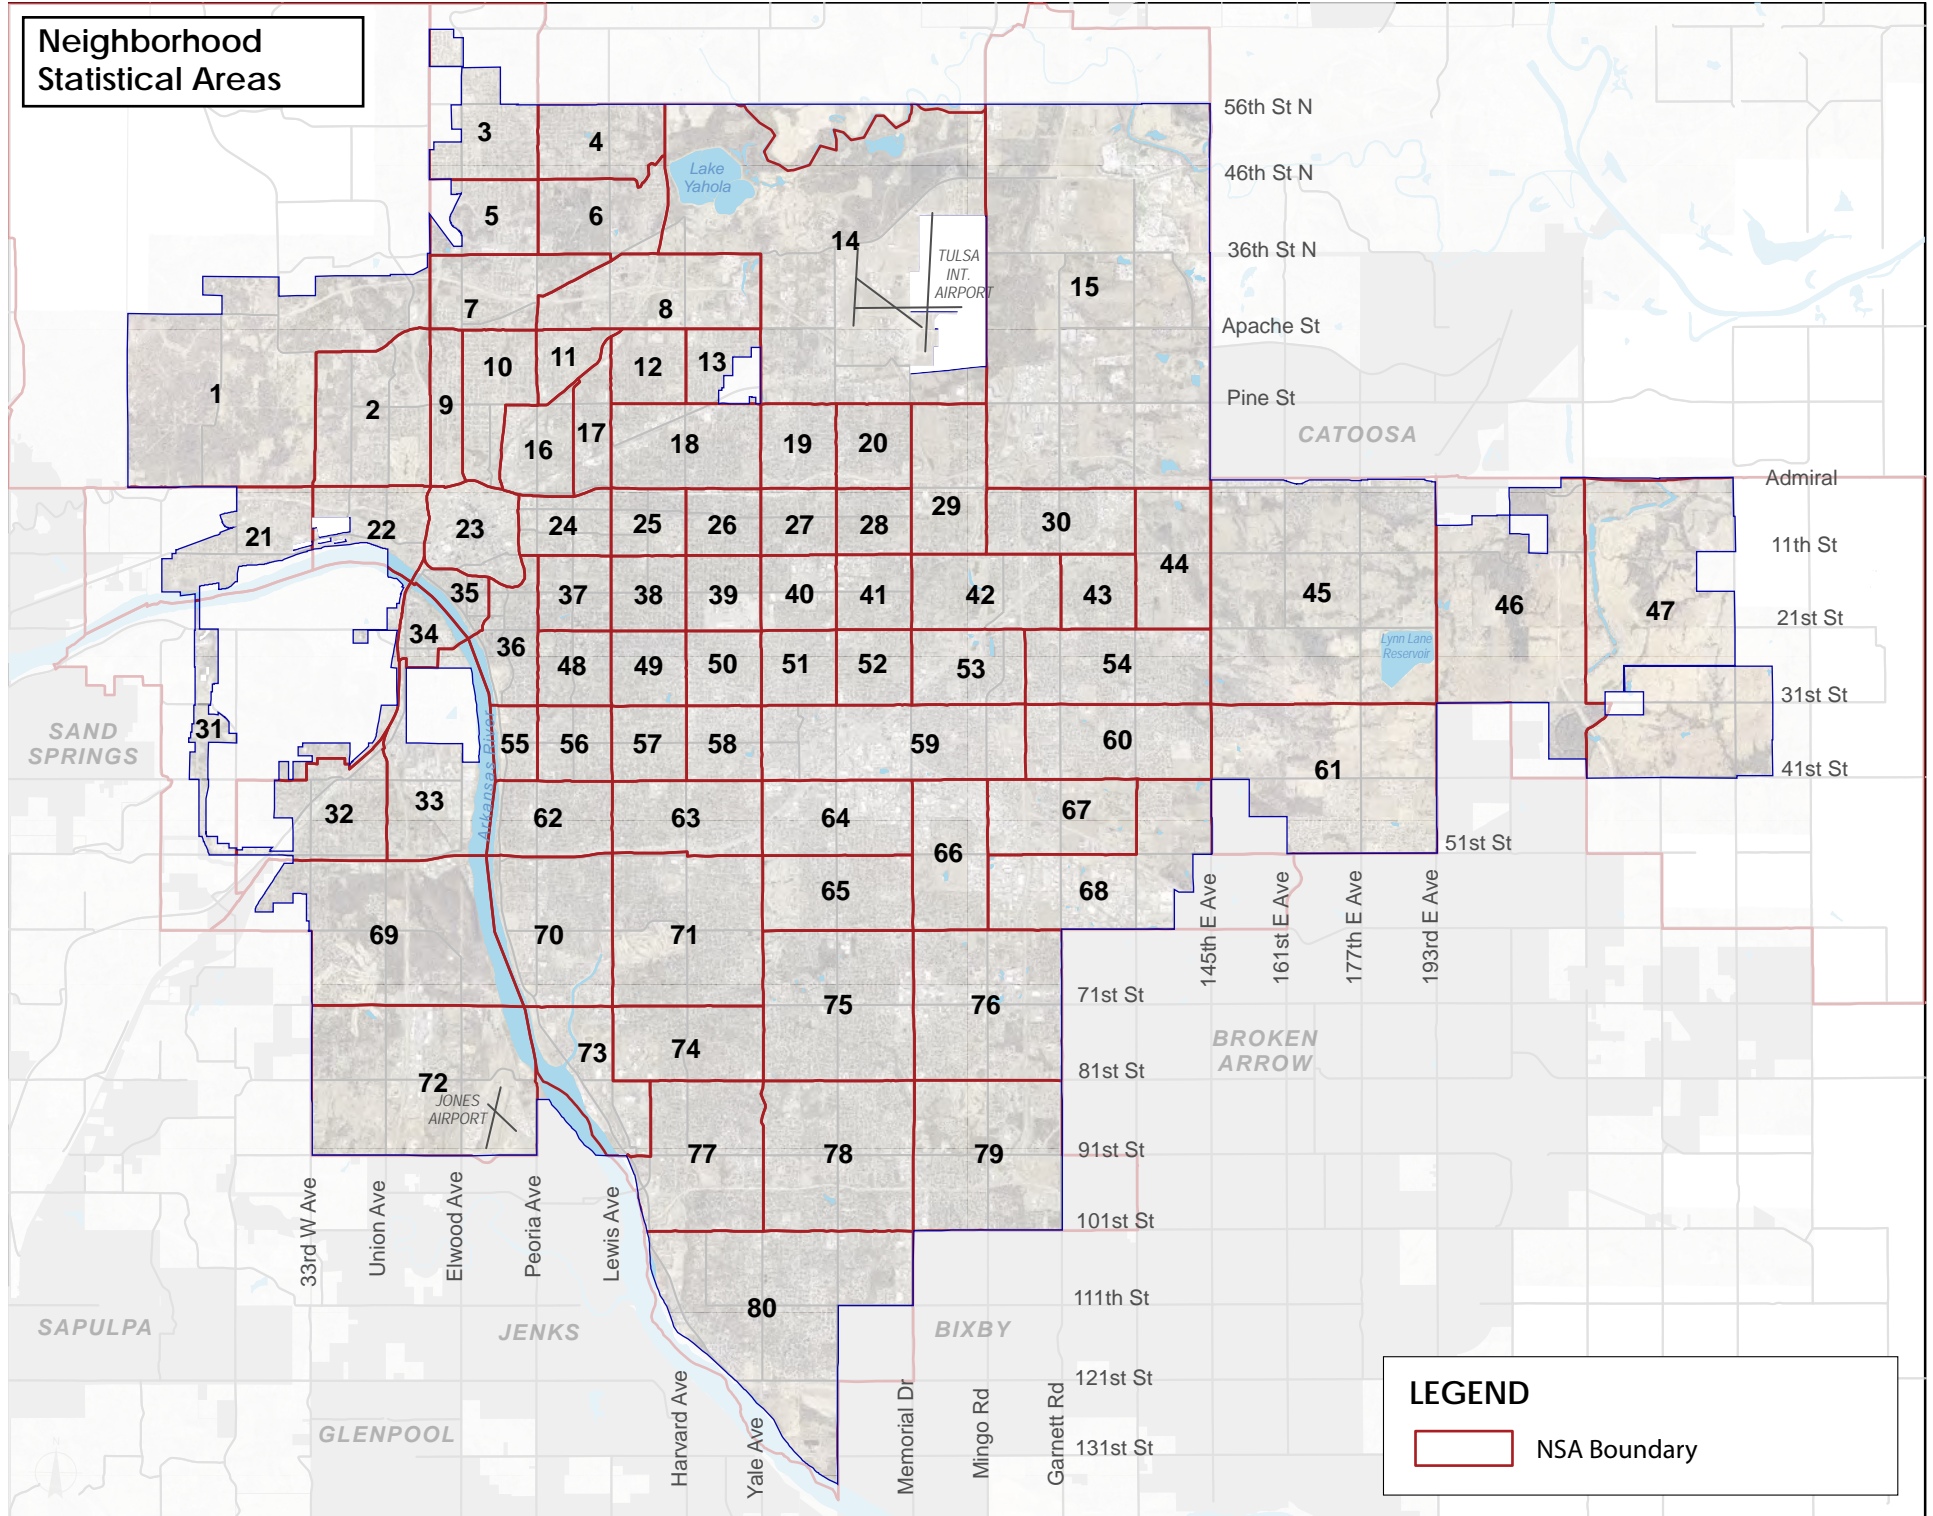 Neighborhood
Statistical Areas
56th St N
3
4
46th St N
Lake
Yahola
5
6
14
36th St N
TULSA
INT.
AIRPORT
15
7
8
Apache St
10
11
12
13
1
2
9
Pine St
16
17
18
19
20
CATOOSA
Admiral
21
22
23
24
25
26
27
28
29
30
11th St
44
35
37
38
39
40
41
42
43
45
46
47
21st St
34
36
Lynn Lane
Reservoir
48
49
50
51
52
53
54
31st St
SAND
SPRINGS
31
55
56
57
58
59
60
61
41st St
Arkansas River
32
33
62
63
64
67
66
51st St
65
68
145th E Ave
161st E Ave
177th E Ave
193rd E Ave
69
70
71
75
76
71st St
73
74
BROKEN
ARROW
72
81st St
JONES
AIRPORT
77
78
79
91st St
33rd W Ave
Union Ave
Elwood Ave
Peoria Ave
Lewis Ave
101st St
80
111th St
SAPULPA
JENKS
BIXBY
Harvard Ave
Yale Ave
Memorial Dr
Mingo Rd
Garnett Rd
121st St
GLENPOOL
131st St
LEGEND
NSA Boundary